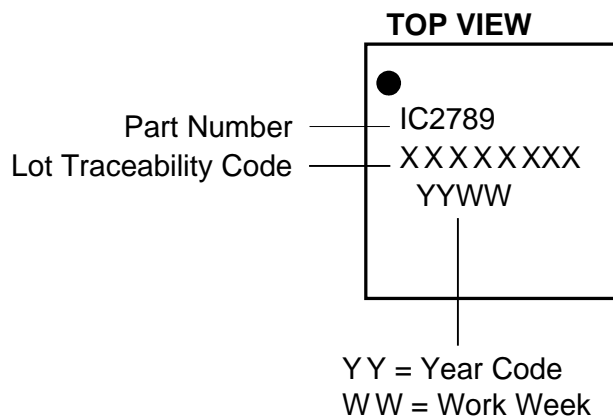 TOP VIEW
Part Number
IC2789
Lot Traceability Code
XXXXXXXX
YYWW
YY = Year Code
WW = Work Week